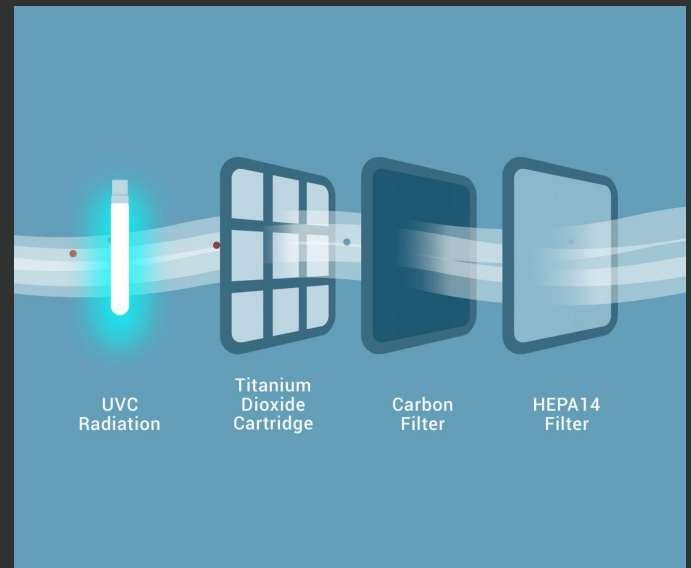 UVC
Radiation
Titanium
Dioxide
Cartridge
Carbon
Filter
HEPA14
Filter